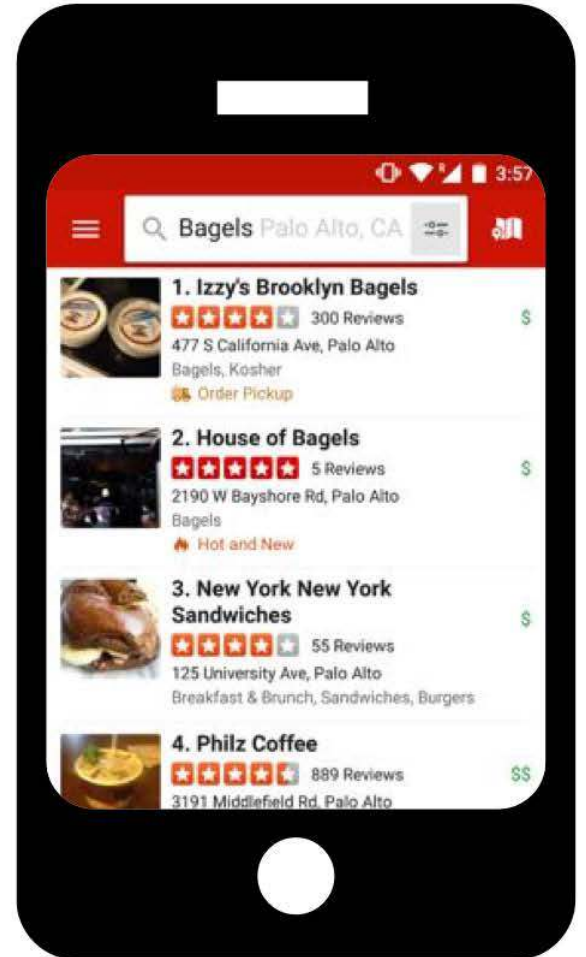 3:57
Bagels Palo Alto, CA
1. Izzy's Brooklyn Bagels
300 Reviews $
477 S California Ave, Palo Alto
Bagels, Kosher
Order Pickup
2. House of Bagels
5 Reviews $
2190 W Bayshore Rd, Palo Alto
Bagels
Hot and New
3. New York New York
Sandwiches
$
55 Reviews
125 University Ave, Palo Alto
Breakfast & Brunch, Sandwiches, Burgers
4. Philz Coffee
889 Reviews $$
3191 Middlefield Rd, Palo Alto